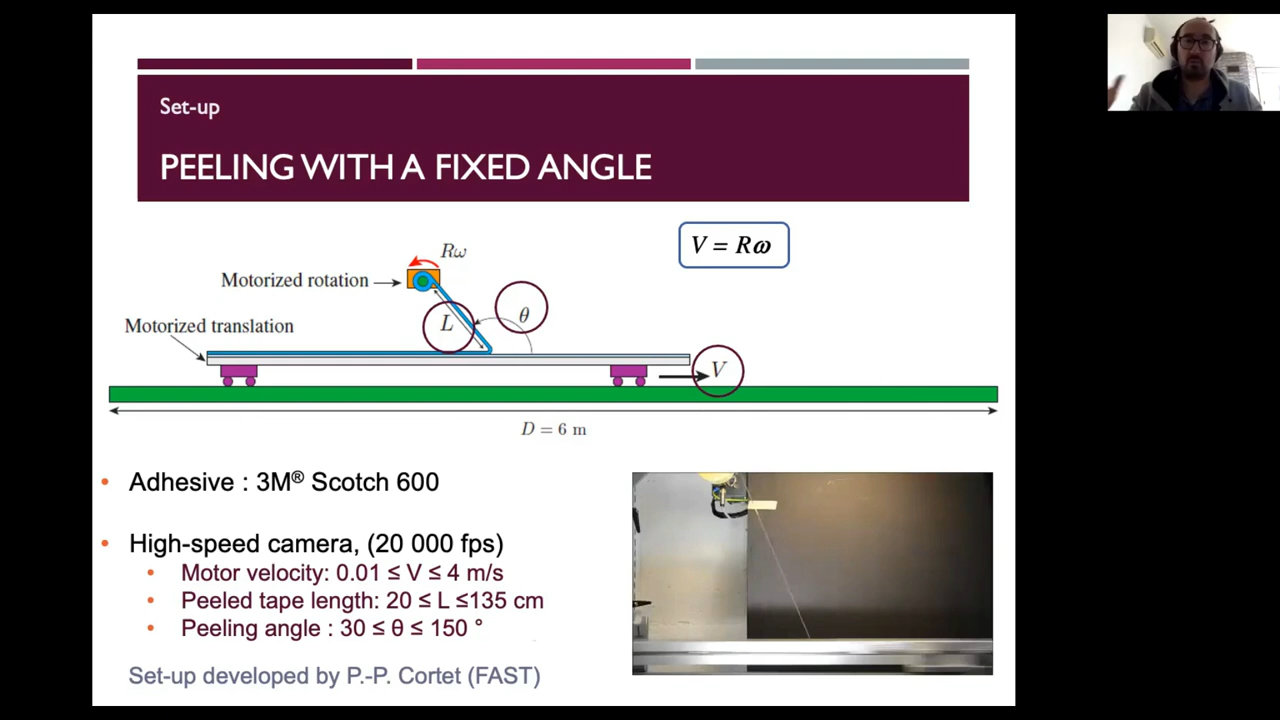 Set-up
PEELING WITH A FIXED ANGLE
V = Rω
Rω
Motorized rotation
L
θ
Motorized translation
V
D = 6 m
• Adhesive : 3M® Scotch 600
• High-speed camera, (20 000 fps)
• Motor velocity: 0.01 ≤ V ≤ 4 m/s
• Peeled tape length: 20 ≤ L ≤135 cm
• Peeling angle : 30 ≤ θ ≤ 150 °
Set-up developed by P.-P. Cortet (FAST)